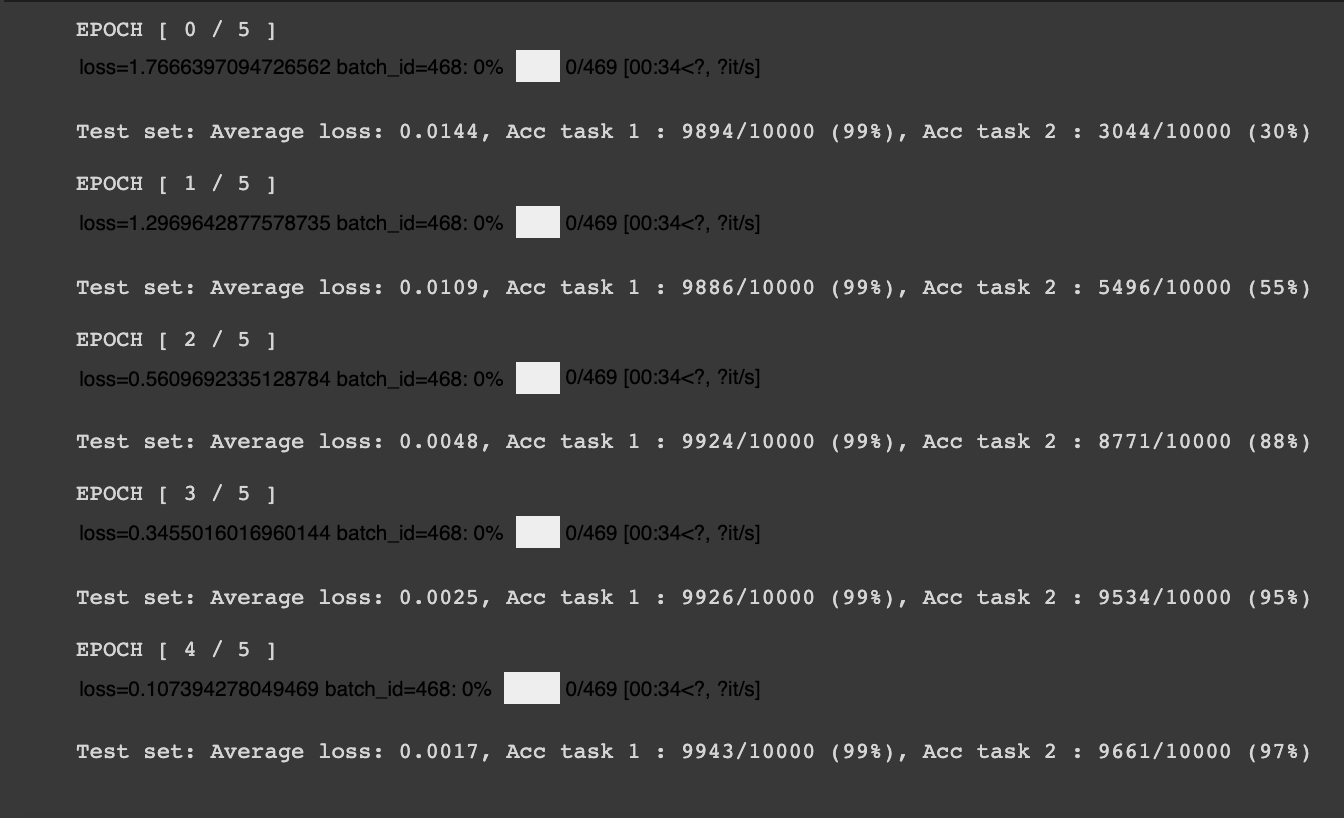 EPOCH [ 0 / 5 ]
loss=1.7666397094726562 batch_id=468: 0% 0/469 [00:34<?, ?it/s]
Test set: Average loss: 0.0144, Acc task 1 : 9894/10000 (99%), Acc task 2 : 3044/10000 (30%)
EPOCH [ 1 / 5 ]
loss=1.2969642877578735 batch_id=468: 0% 0/469 [00:34<?, ?it/s]
Test set: Average loss: 0.0109, Acc task 1 : 9886/10000 (99%), Acc task 2 : 5496/10000 (55%)
EPOCH [ 2 / 5 ]
loss=0.5609692335128784 batch_id=468: 0% 0/469 [00:34<?, ?it/s]
Test set: Average loss: 0.0048, Acc task 1 : 9924/10000 (99%), Acc task 2 : 8771/10000 (88%)
EPOCH [ 3 / 5 ]
loss=0.3455016016960144 batch_id=468: 0% 0/469 [00:34<?, ?it/s]
Test set: Average loss: 0.0025, Acc task 1 : 9926/10000 (99%), Acc task 2 : 9534/10000 (95%)
EPOCH [ 4 / 5 ]
loss=0.107394278049469 batch_id=468: 0% 0/469 [00:34<?, ?it/s]
Test set: Average loss: 0.0017, Acc task 1 : 9943/10000 (99%), Acc task 2 : 9661/10000 (97%)